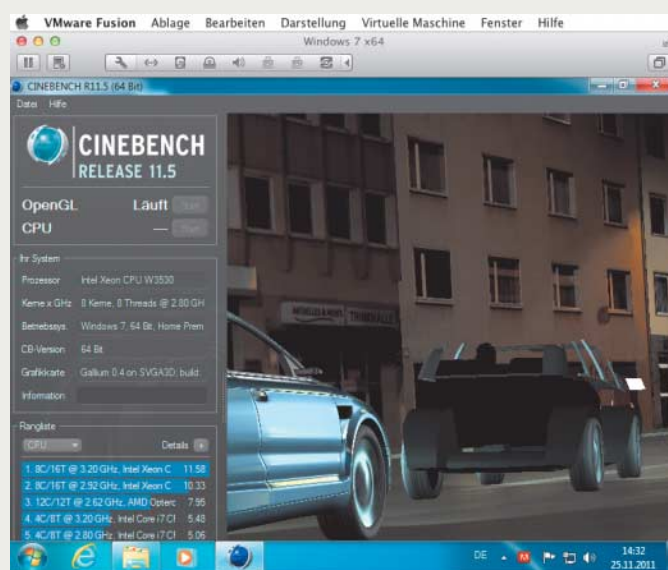 VMware Fusion Ablage Bearbeiten Darstellung Virtuelle Maschine Fenster Hilfe
Windows 7 x64
CINEBENCH R11.5 (64 Bit)
Datei Hilfe
CINEBENCH
RELEASE 11.5
OpenGL Läuft
CPU ---
Ihr System
Prozessor Intel Xeon CPU W3530
Kerne x GHz 8 Kerne, 8 Threads @ 2.80 GH
Betriebssys. Windows 7, 64 Bit, Home Prem
CB-Version 64 Bit
Grafikkarte Gallium 0.4 on SVGA3D; build:
Information
Rangliste
CPU Details +
1. 8C/16T @ 3.20 GHz, Intel Xeon C 11.58
2. 8C/16T @ 2.92 GHz, Intel Xeon C 10.33
3. 12C/12T @ 2.62 GHz, AMD Opterc 7.95
4. 4C/8T @ 3.20 GHz, Intel Core i7 CF 5.48
5. 4C/8T @ 2.80 GHz, Intel Core i7 CF 5.06
DE 14:32
25.11.2011